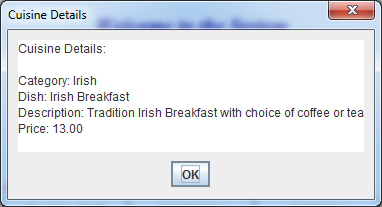 Cuisine Details
Cuisine Details:
Category: Irish
Dish: Irish Breakfast
Description: Tradition Irish Breakfast with choice of coffee or tea
Price: 13.00
OK